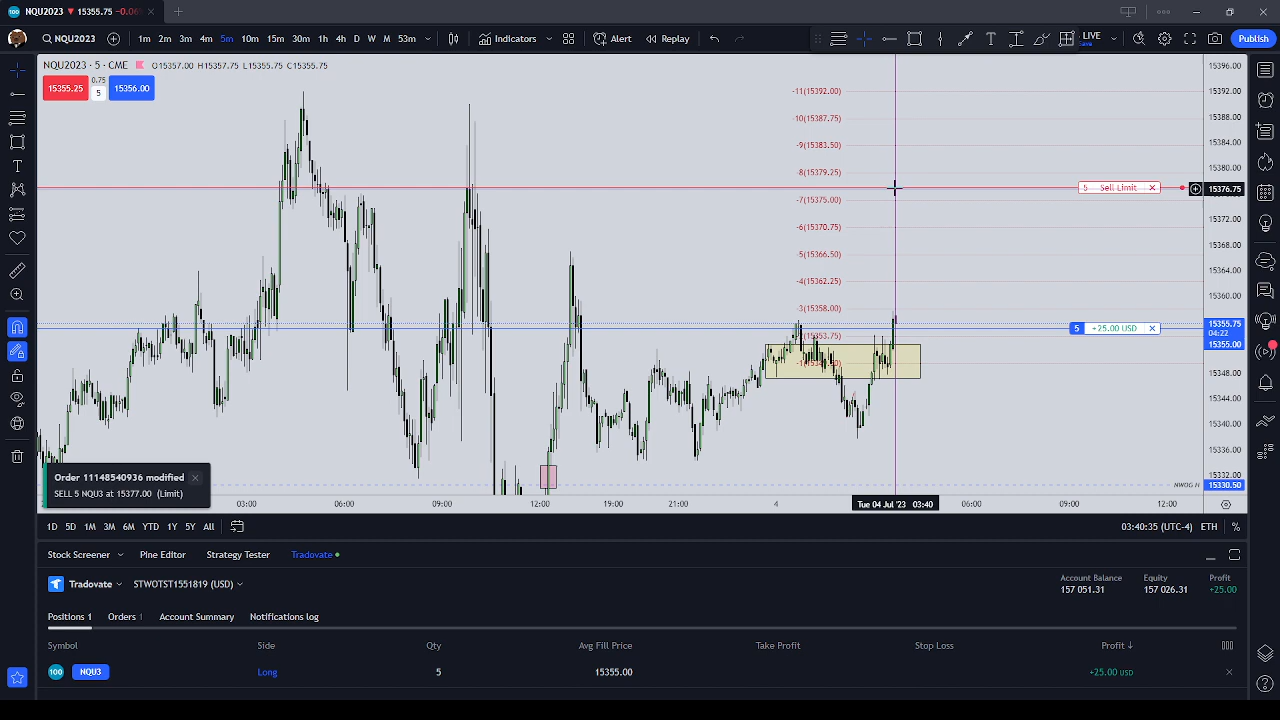 NQU2023 ▼ 15355.75 -0.06
NQU2023 1m 2m 3m 4m 5m 10m 15m 30m 1h 4h D W M 53m Indicators Alert Replay LIVE Save Publish
NQU2023 · 5 · CME O15357.00 H15357.75 L15355.75 C15355.75
15355.25 0.75 5 15356.00
15396.00
-11(15392.00) 15392.00
-10(15387.75) 15388.00
-9(15383.50) 15384.00
15380.00
-8(15379.25)
5 Sell Limit 15376.75
-7(15375.00)
15372.00
-6(15370.75)
15368.00
-5(15366.50)
15364.00
-4(15362.25)
15360.00
-3(15358.00)
15355.75
5 +25.00 USD 04:22
(15353.75) 15355.00
-1(
15348.00
15344.00
15340.00
15336.00
15332.00
NWOG H 15330.50
Order 11148540936 modified
SELL 5 NQU3 at 15377.00 (Limit)
03:00 06:00 09:00 12:00 19:00 21:00 4 Tue 04 Jul '23 03:40 06:00 09:00 12:00
1D 5D 1M 3M 6M YTD 1Y 5Y All 03:40:35 (UTC-4) ETH %
Stock Screener Pine Editor Strategy Tester Tradovate
Tradovate STWOTST1551819 (USD)
Account Balance Equity Profit
157 051.31 157 026.31 +25.00
Positions 1 Orders 1 Account Summary Notifications log
Symbol Side Qty Avg Fill Price Take Profit Stop Loss Profit ↓
100 NQU3 Long 5 15355.00 +25.00 USD